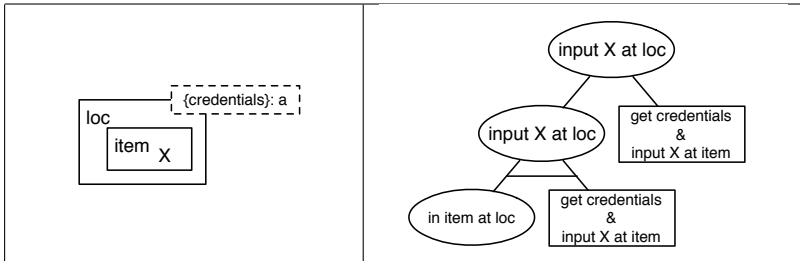 {credentials}: a
loc
item
X
input X at loc
input X at loc
get credentials
&
input X at item
in item at loc
get credentials
&
input X at item